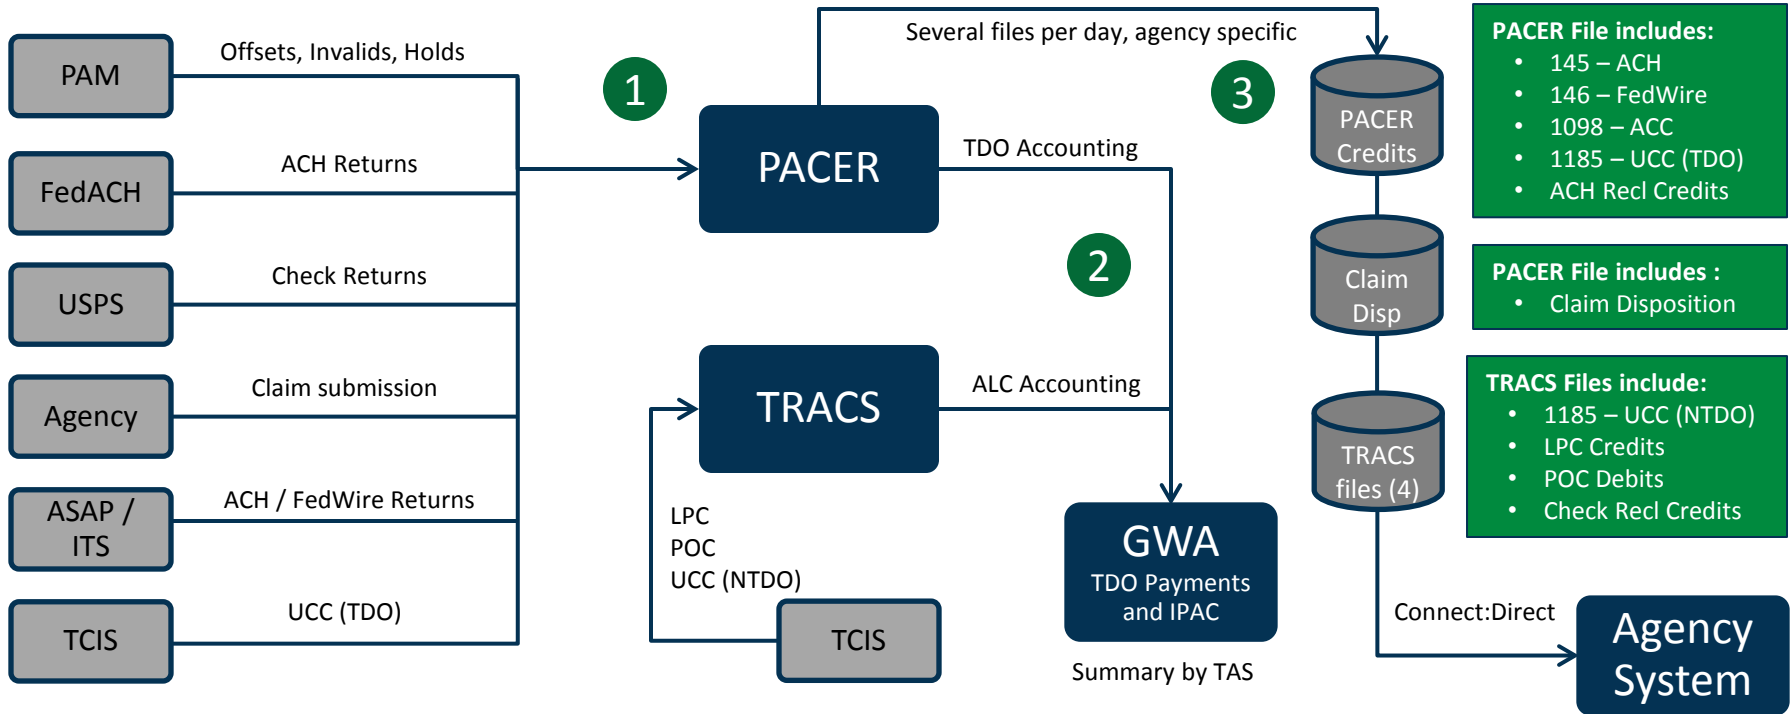 PAM
Offsets, Invalids, Holds
FedACH
ACH Returns
USPS
Check Returns
Agency
Claim submission
ASAP /
ITS
ACH / FedWire Returns
TCIS
UCC (TDO)
1
PACER
TDO Accounting
2
TRACS
ALC Accounting
LPC
POC
UCC (NTDO)
TCIS
GWA
TDO Payments
and IPAC
Summary by TAS
Several files per day, agency specific
3
PACER
Credits
Claim
Disp
TRACS
files (4)
Connect:Direct
Agency
System
PACER File includes:
• 145 – ACH
• 146 – FedWire
• 1098 – ACC
• 1185 – UCC (TDO)
• ACH Recl Credits
PACER File includes :
• Claim Disposition
TRACS Files include:
• 1185 – UCC (NTDO)
• LPC Credits
• POC Debits
• Check Recl Credits